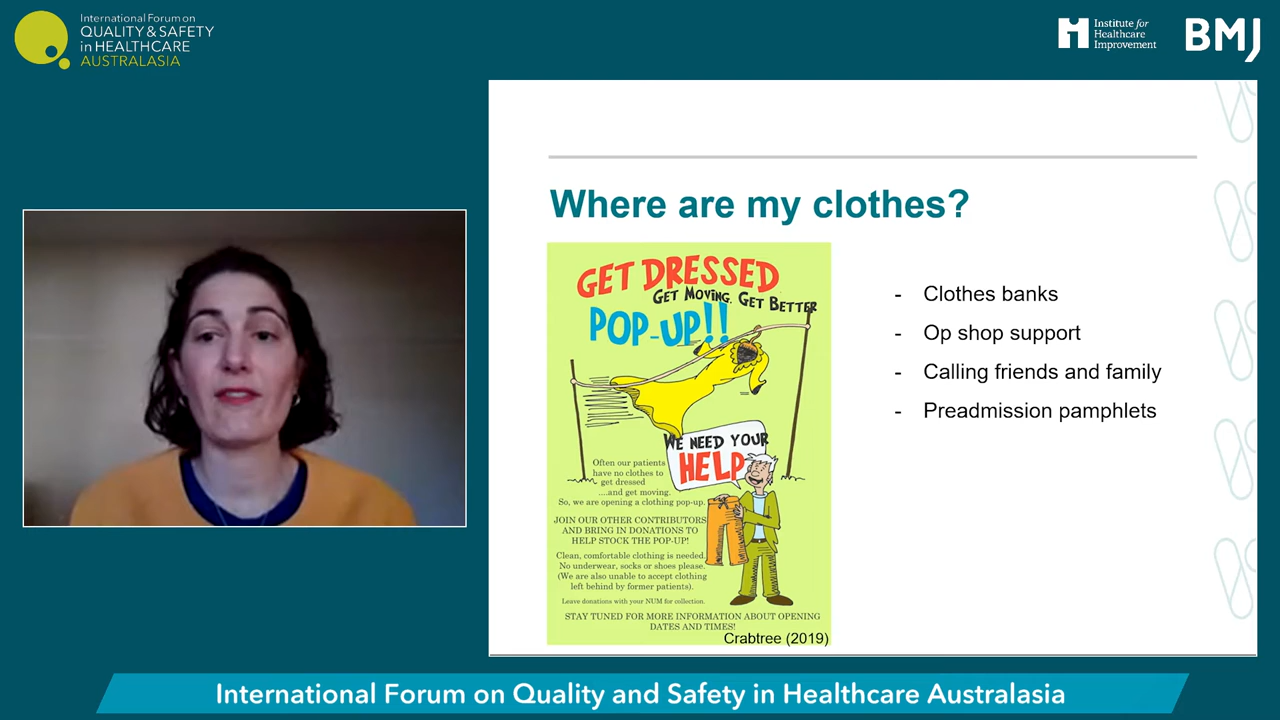 International Forum on
QUALITY & SAFETY
in HEALTHCARE
AUSTRALASIA
Institute for
Healthcare
Improvement
BMJ
Where are my clothes?
GET DRESSED
GET MOVING. GET BETTER
POP-UP!!
WE NEED YOUR
HELP
Often our patients
have no clothes to
get dressed
....and get moving.
So, we are opening a clothing pop-up.
JOIN OUR OTHER CONTRIBUTORS
AND BRING IN DONATIONS TO
HELP STOCK THE POP-UP!
Clean, comfortable clothing is needed.
No underwear, socks or shoes please.
(We are also unable to accept clothing
left behind by former patients).
Leave donations with your NUM for collection.
STAY TUNED FOR MORE INFORMATION ABOUT OPENING
DATES AND TIMES!
Crabtree (2019)
- Clothes banks
- Op shop support
- Calling friends and family
- Preadmission pamphlets
International Forum on Quality and Safety in Healthcare Australasia